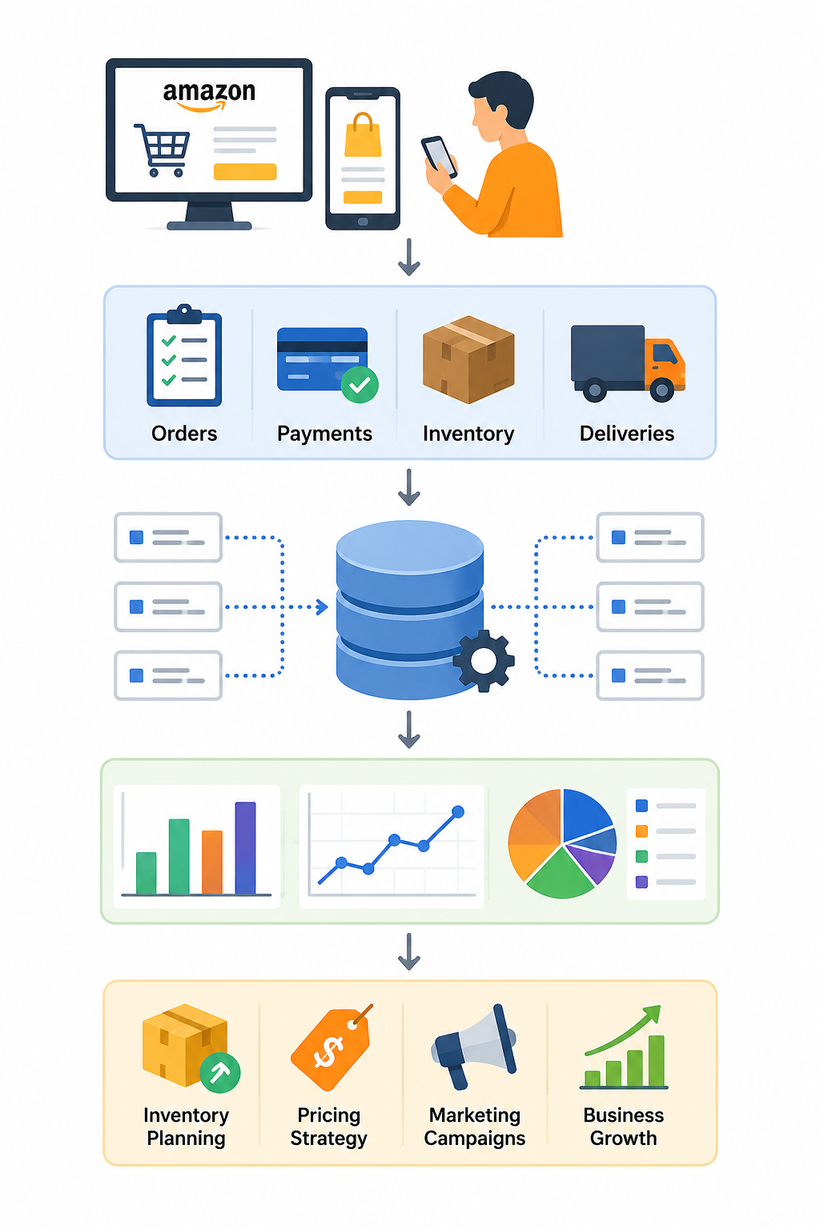 amazon
Orders
Payments
Inventory
Deliveries
$
Inventory
Planning
Pricing
Strategy
Marketing
Campaigns
Business
Growth